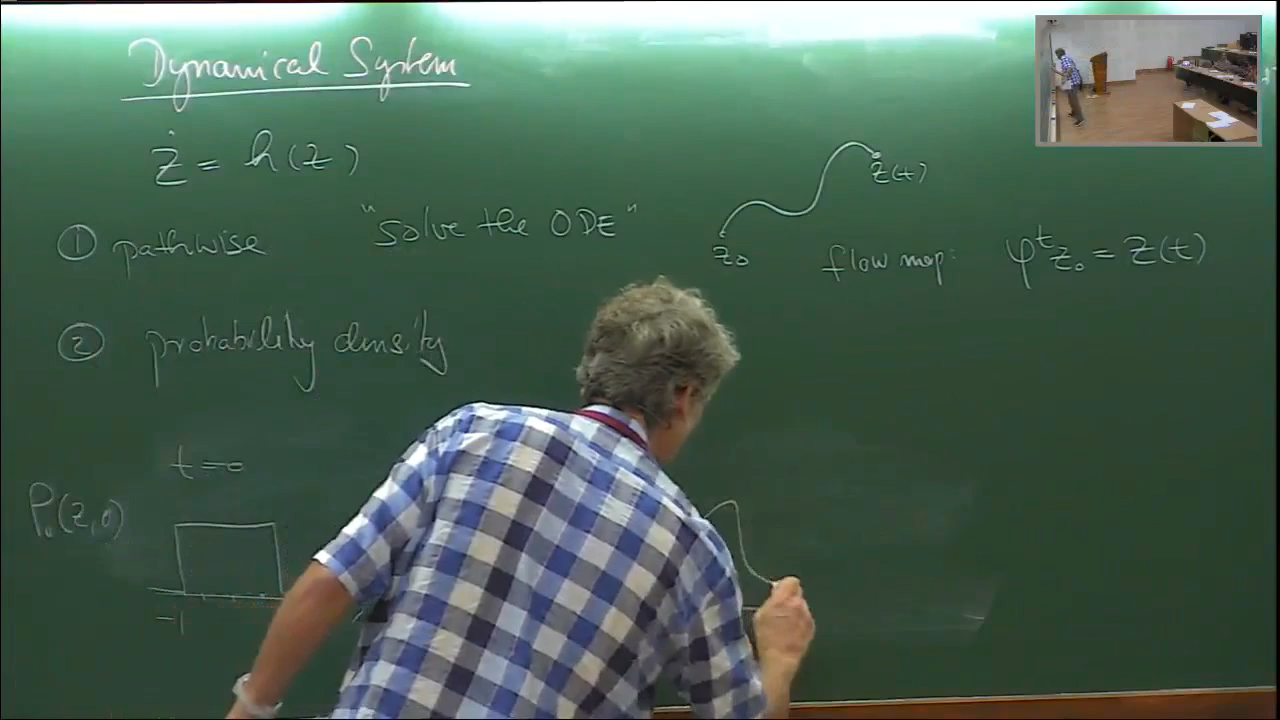 Dynamical System
ż = h(z)
① pathwise "solve the ODE"
z₀
z(t)
flow map: φᵗz₀ = z(t)
② probability density
t=0
P₀(z,0)
-1